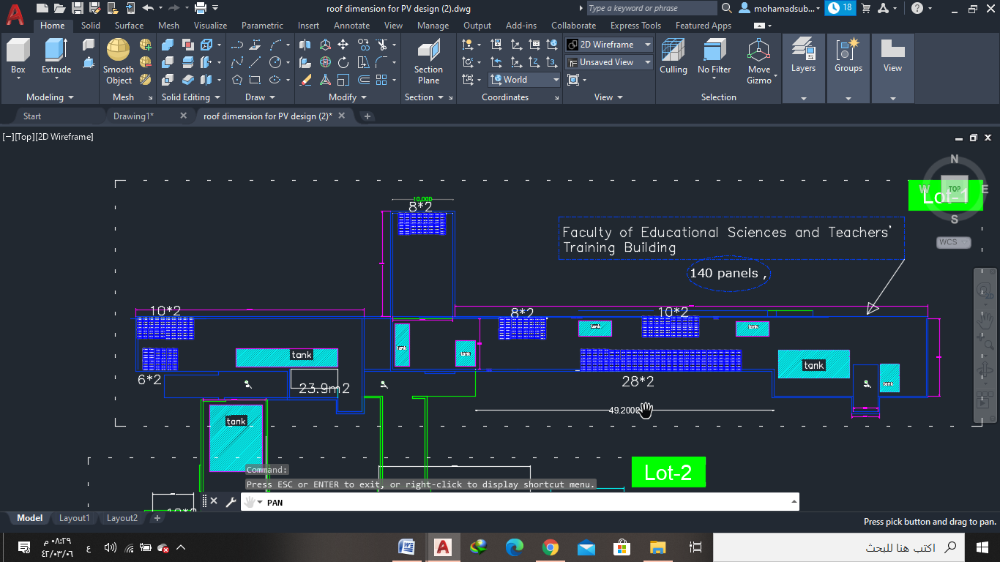 roof dimension for PV design (2).dwg
Type a keyword or phrase
mohamadsub...
18
Home Solid Surface Mesh Visualize Parametric Insert Annotate View Manage Output Add-ins Collaborate Express Tools Featured Apps
Box
Extrude
Smooth
Object
Section
Plane
World
2D Wireframe
Unsaved View
Culling
No Filter
Move
Gizmo
Layers
Groups
View
Modeling Mesh Solid Editing Draw Modify Section Coordinates View Selection
Start
Drawing1*
roof dimension for PV design (2)*
[−][Top][2D Wireframe]
N
W TOP E
S
WCS
2D
Lot-1
10,000
8*2
Faculty of Educational Sciences and Teachers'
Training Building
140 panels ,
10*2
8*2
10*2
tank
tank
tank
tank
tank
tank
tank
6*2
23.9m2
28*2
tank
49.2000
tank
Lot-2
Command:
Press ESC or ENTER to exit, or right-click to display shortcut menu.
PAN
Model Layout1 Layout2
Press pick button and drag to pan.
٠٨:٢٩ م
٤٢/٠٣/٠٦
ع
اكتب هنا للبحث